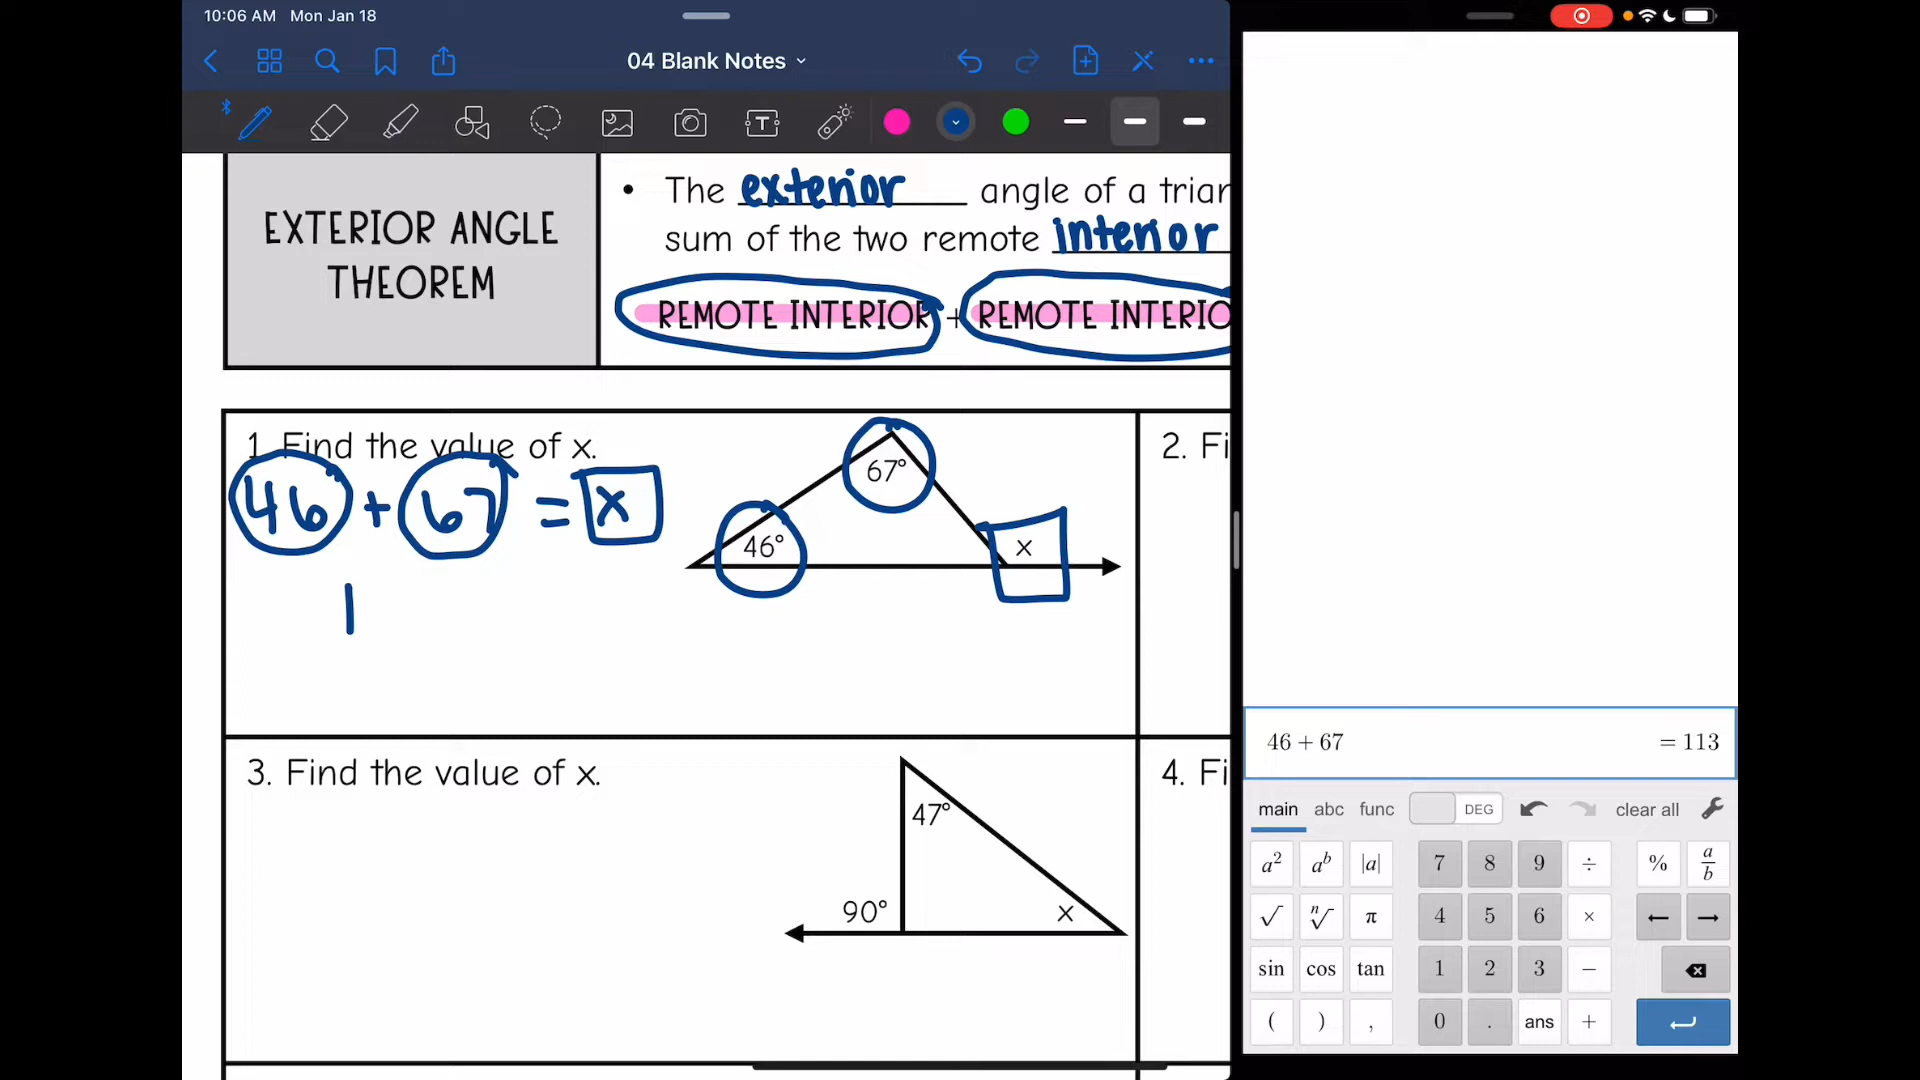 10:06 AM Mon Jan 18
04 Blank Notes
EXTERIOR ANGLE
THEOREM
• The exterior angle of a trian
sum of the two remote interior
REMOTE INTERIOR + REMOTE INTERIO
1. Find the value of x.
46 + 67 = x
1
67°
46°
x
2. Fi
3. Find the value of x.
47°
90°
x
4. Fi
46 + 67 = 113
main abc func DEG clear all
a² aᵇ |a| 7 8 9 ÷ % a/b
√ ⁿ√ π 4 5 6 × ← →
sin cos tan 1 2 3 −
( ) , 0 . ans +